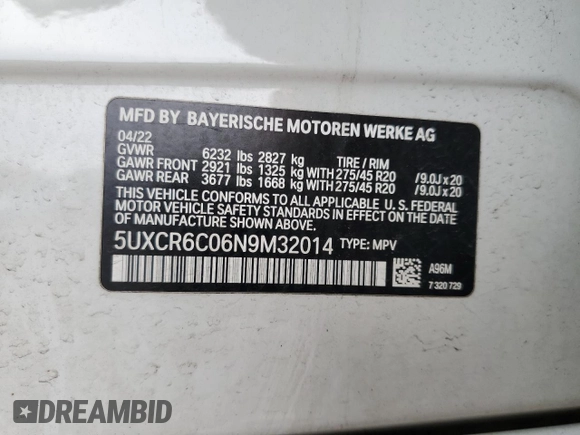 MFD BY BAYERISCHE MOTOREN WERKE AG
04/22
GVWR 6232 lbs 2827 kg TIRE / RIM
GAWR FRONT 2921 lbs 1325 kg WITH 275/45 R20 /9.0J x 20
GAWR REAR 3677 lbs 1668 kg WITH 275/45 R20 /9.0J x 20
THIS VEHICLE CONFORMS TO ALL APPLICABLE U. S. FEDERAL
MOTOR VEHICLE SAFETY STANDARDS IN EFFECT ON THE DATE OF
MANUFACTURE SHOWN ABOVE.
5UXCR6C06N9M32014 TYPE: MPV
A96M
7 320 729
DREAMBID